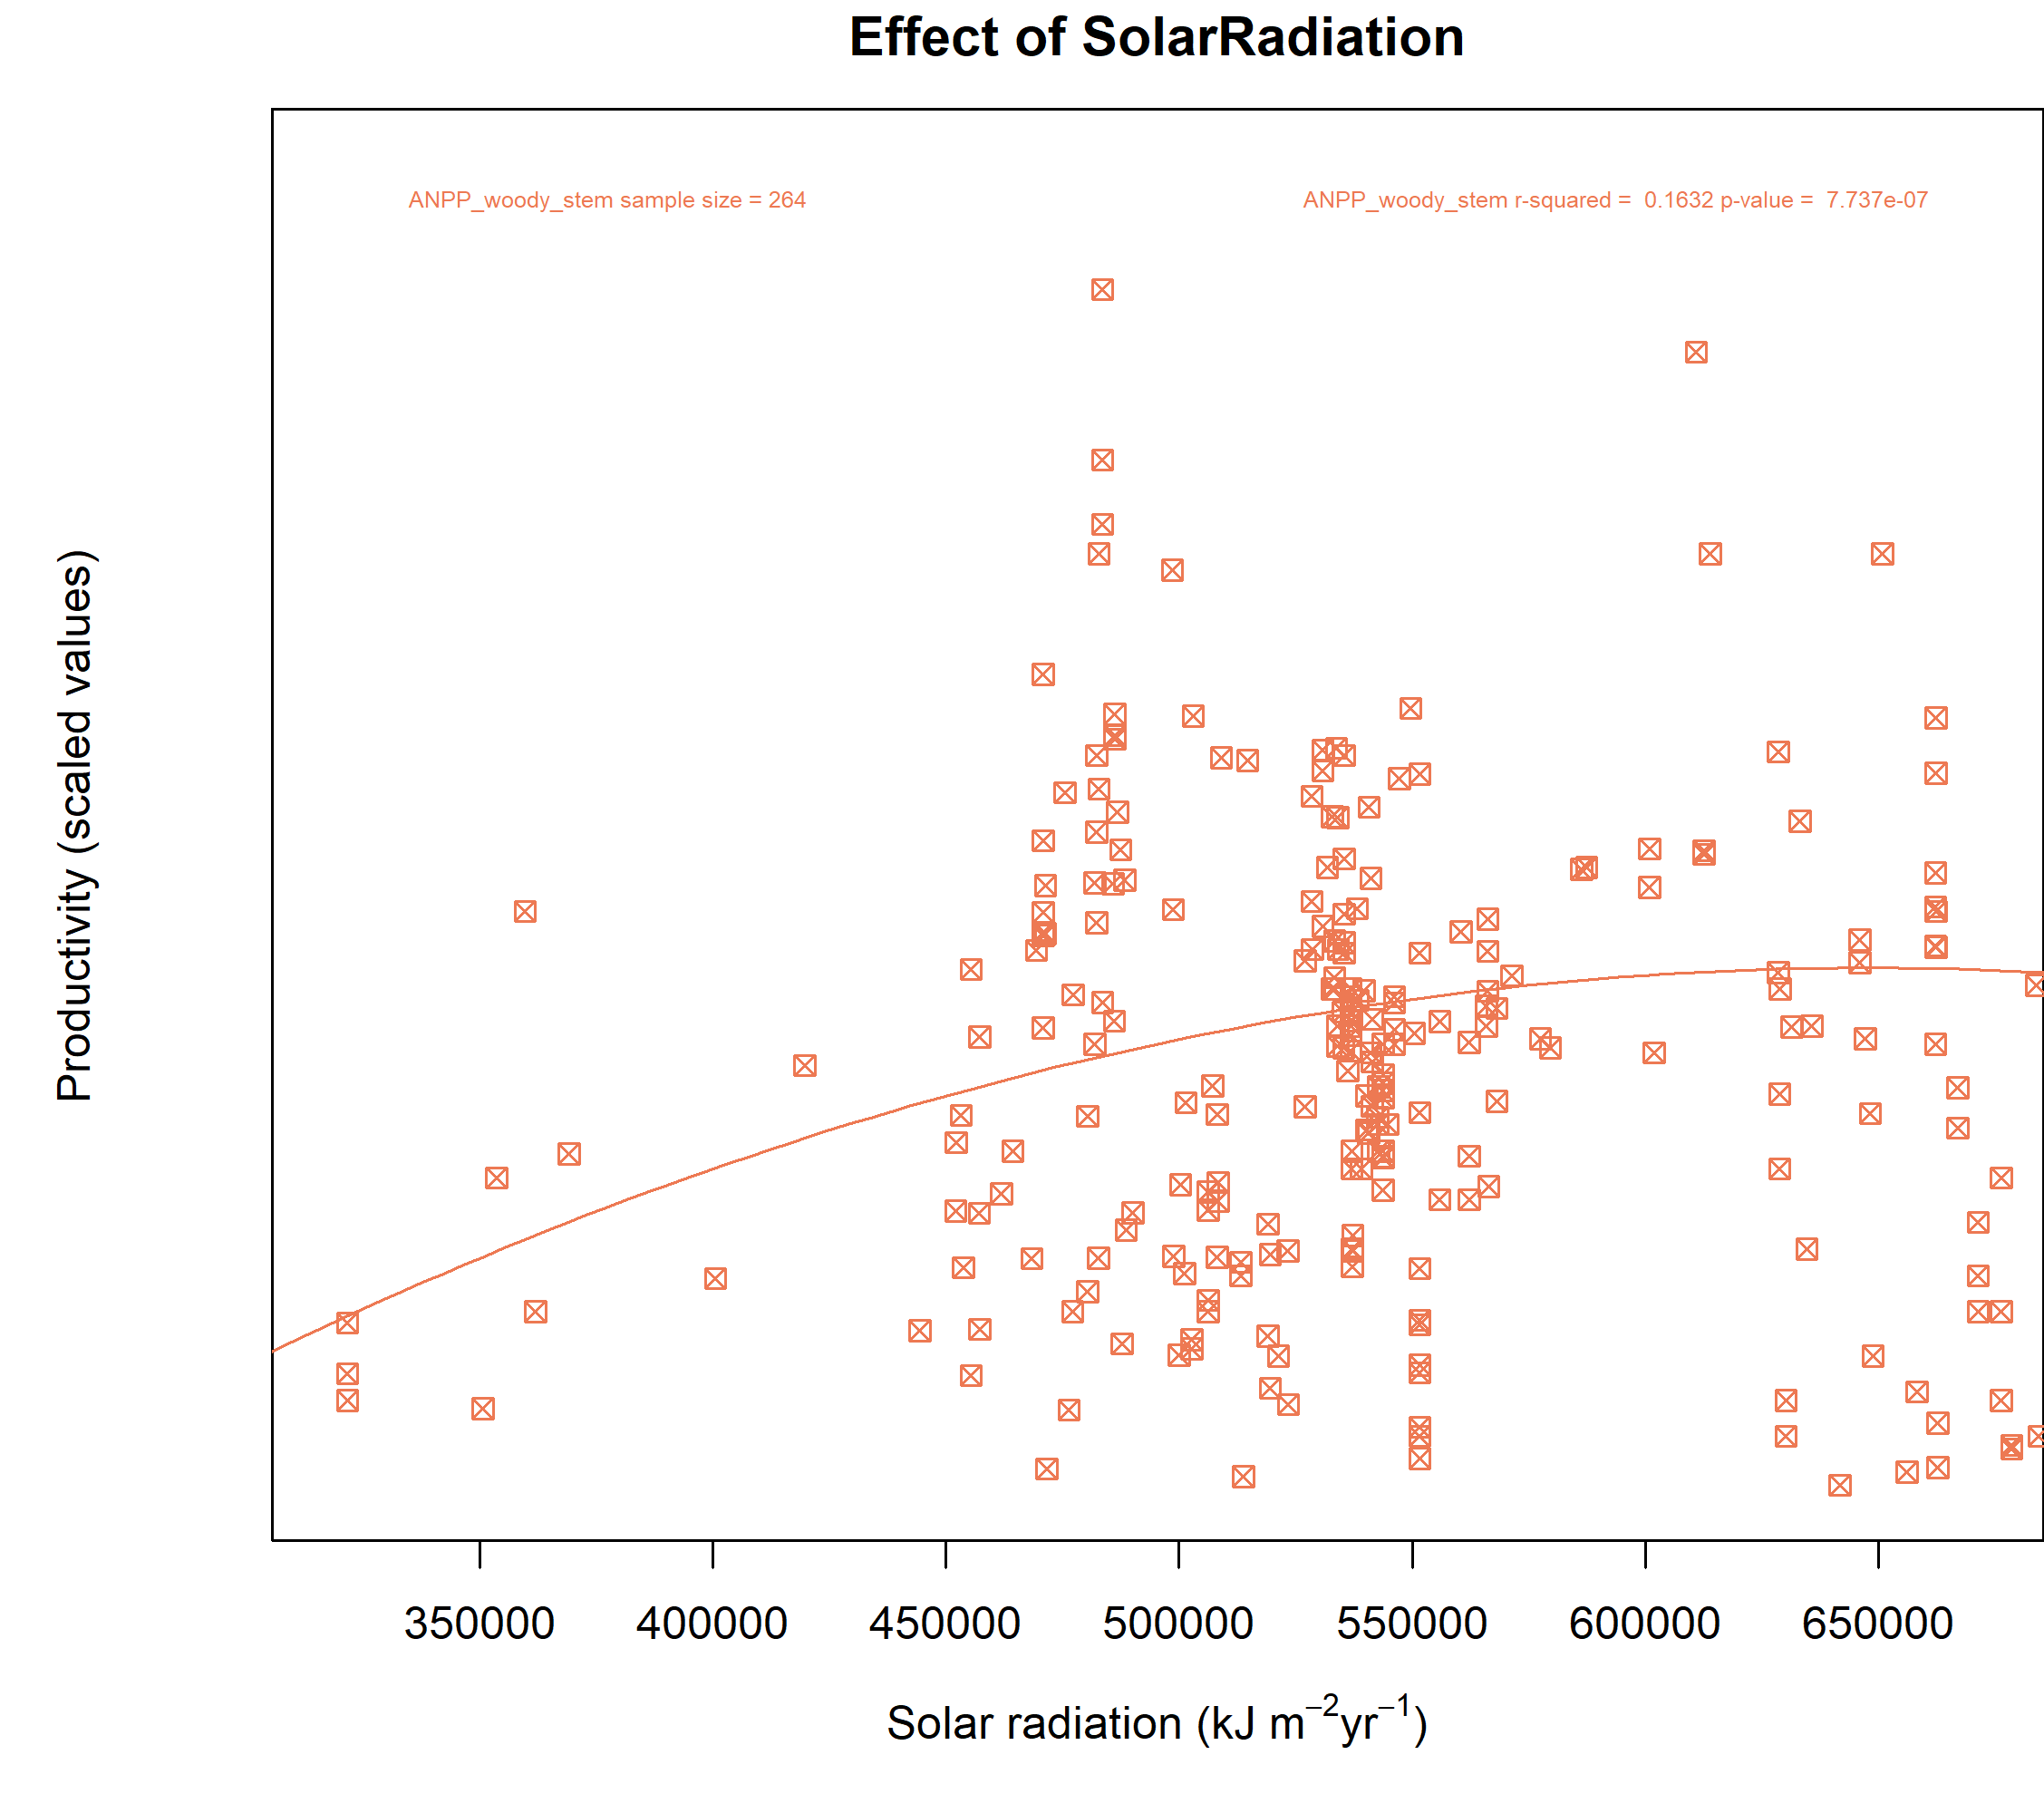 Effect of SolarRadiation
ANPP_woody_stem sample size = 264
ANPP_woody_stem r-squared =  0.1632 p-value =  7.737e-07
Productivity (scaled values)
350000 400000 450000 500000 550000 600000 650000
Solar radiation (kJ m⁻²yr⁻¹)